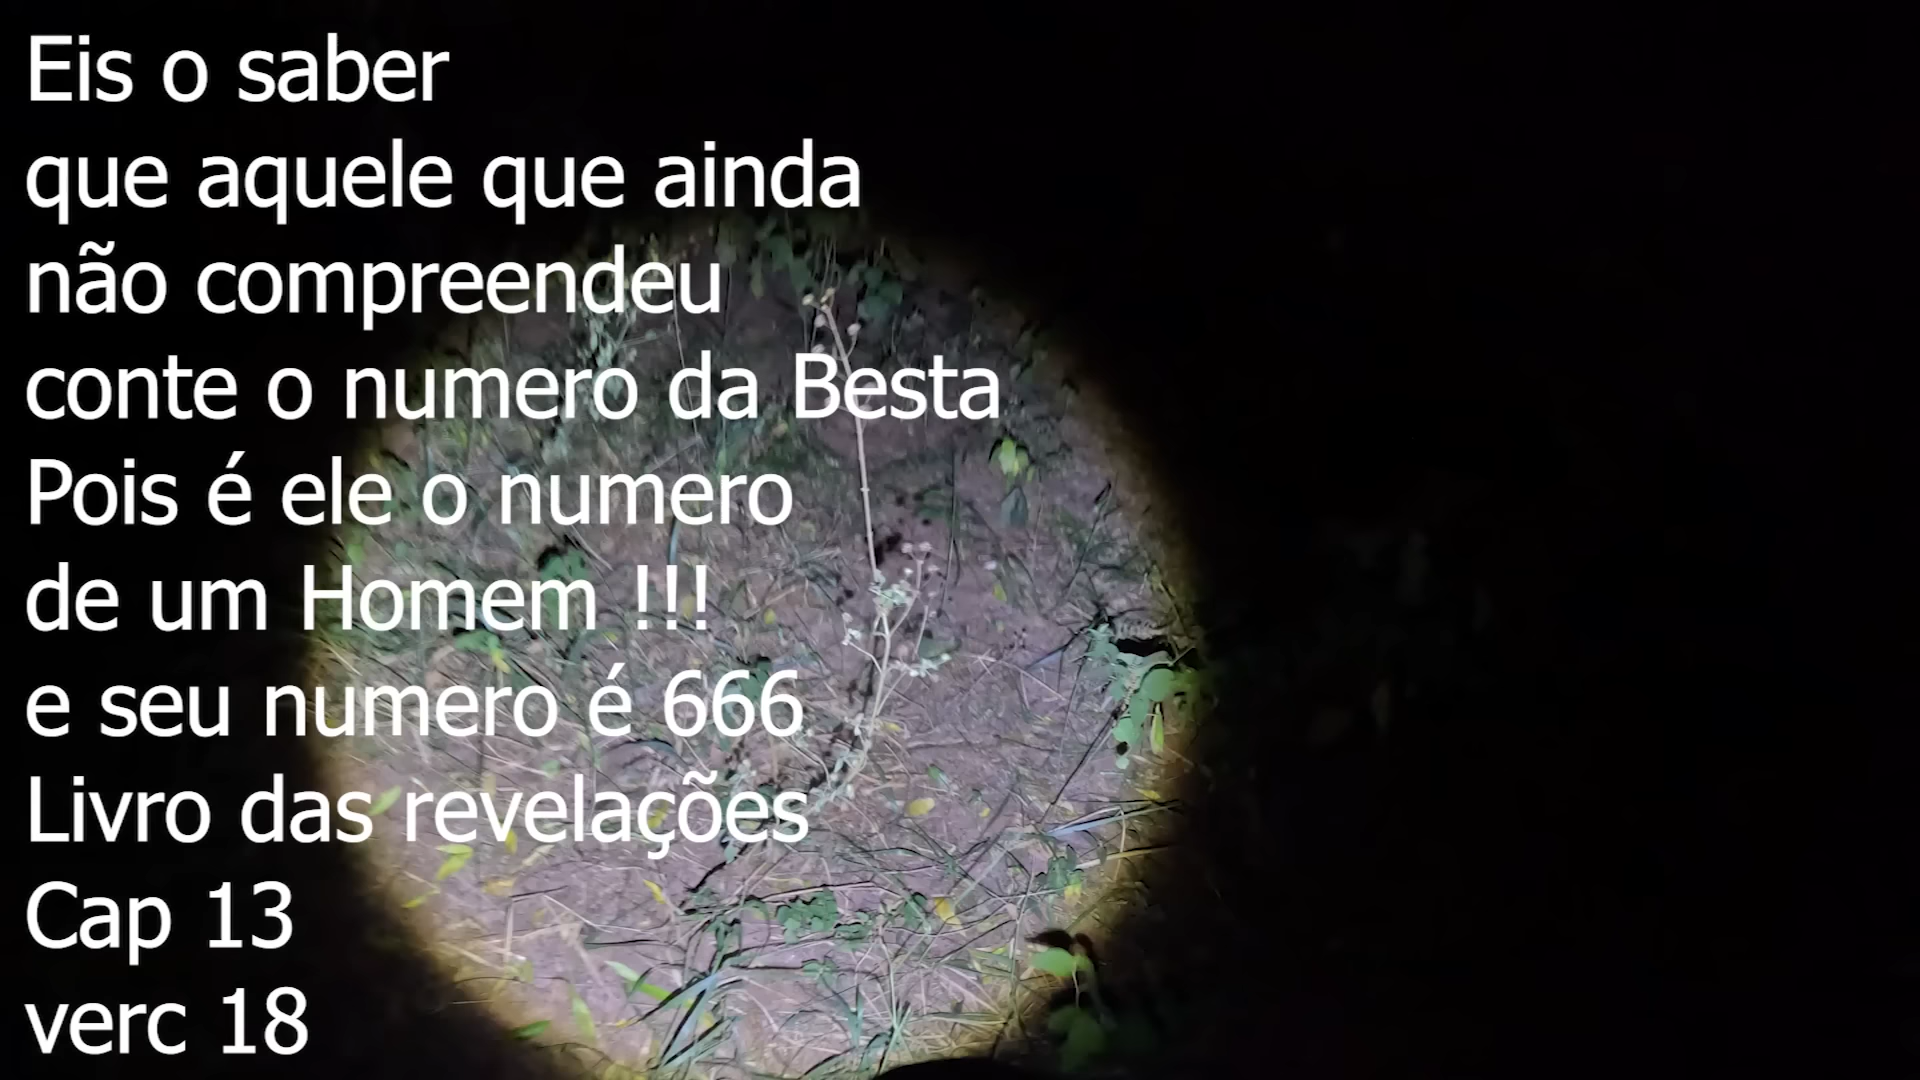 Eis o saber
que aquele que ainda
não compreendeu
conte o numero da Besta
Pois é ele o numero
de um Homem !!!
e seu numero é 666
Livro das revelações
Cap 13
verc 18